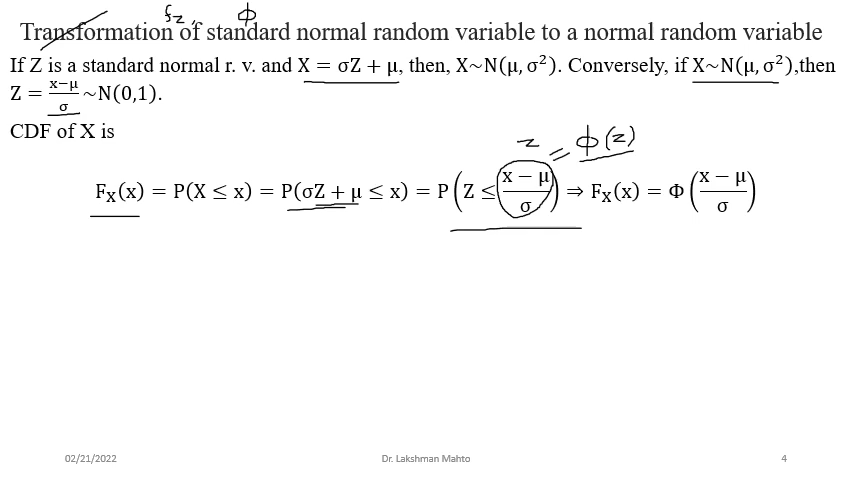 f_z, Φ
Transformation of standard normal random variable to a normal random variable
If Z is a standard normal r. v. and X = σZ + μ, then, X~N(μ, σ²). Conversely, if X~N(μ, σ²),then
Z = (x−μ)/σ ~N(0,1).
CDF of X is
z = Φ(z)
F_X(x) = P(X ≤ x) = P(σZ + μ ≤ x) = P(Z ≤ (x − μ)/σ) ⇒ F_X(x) = Φ((x − μ)/σ)
02/21/2022 Dr. Lakshman Mahto 4